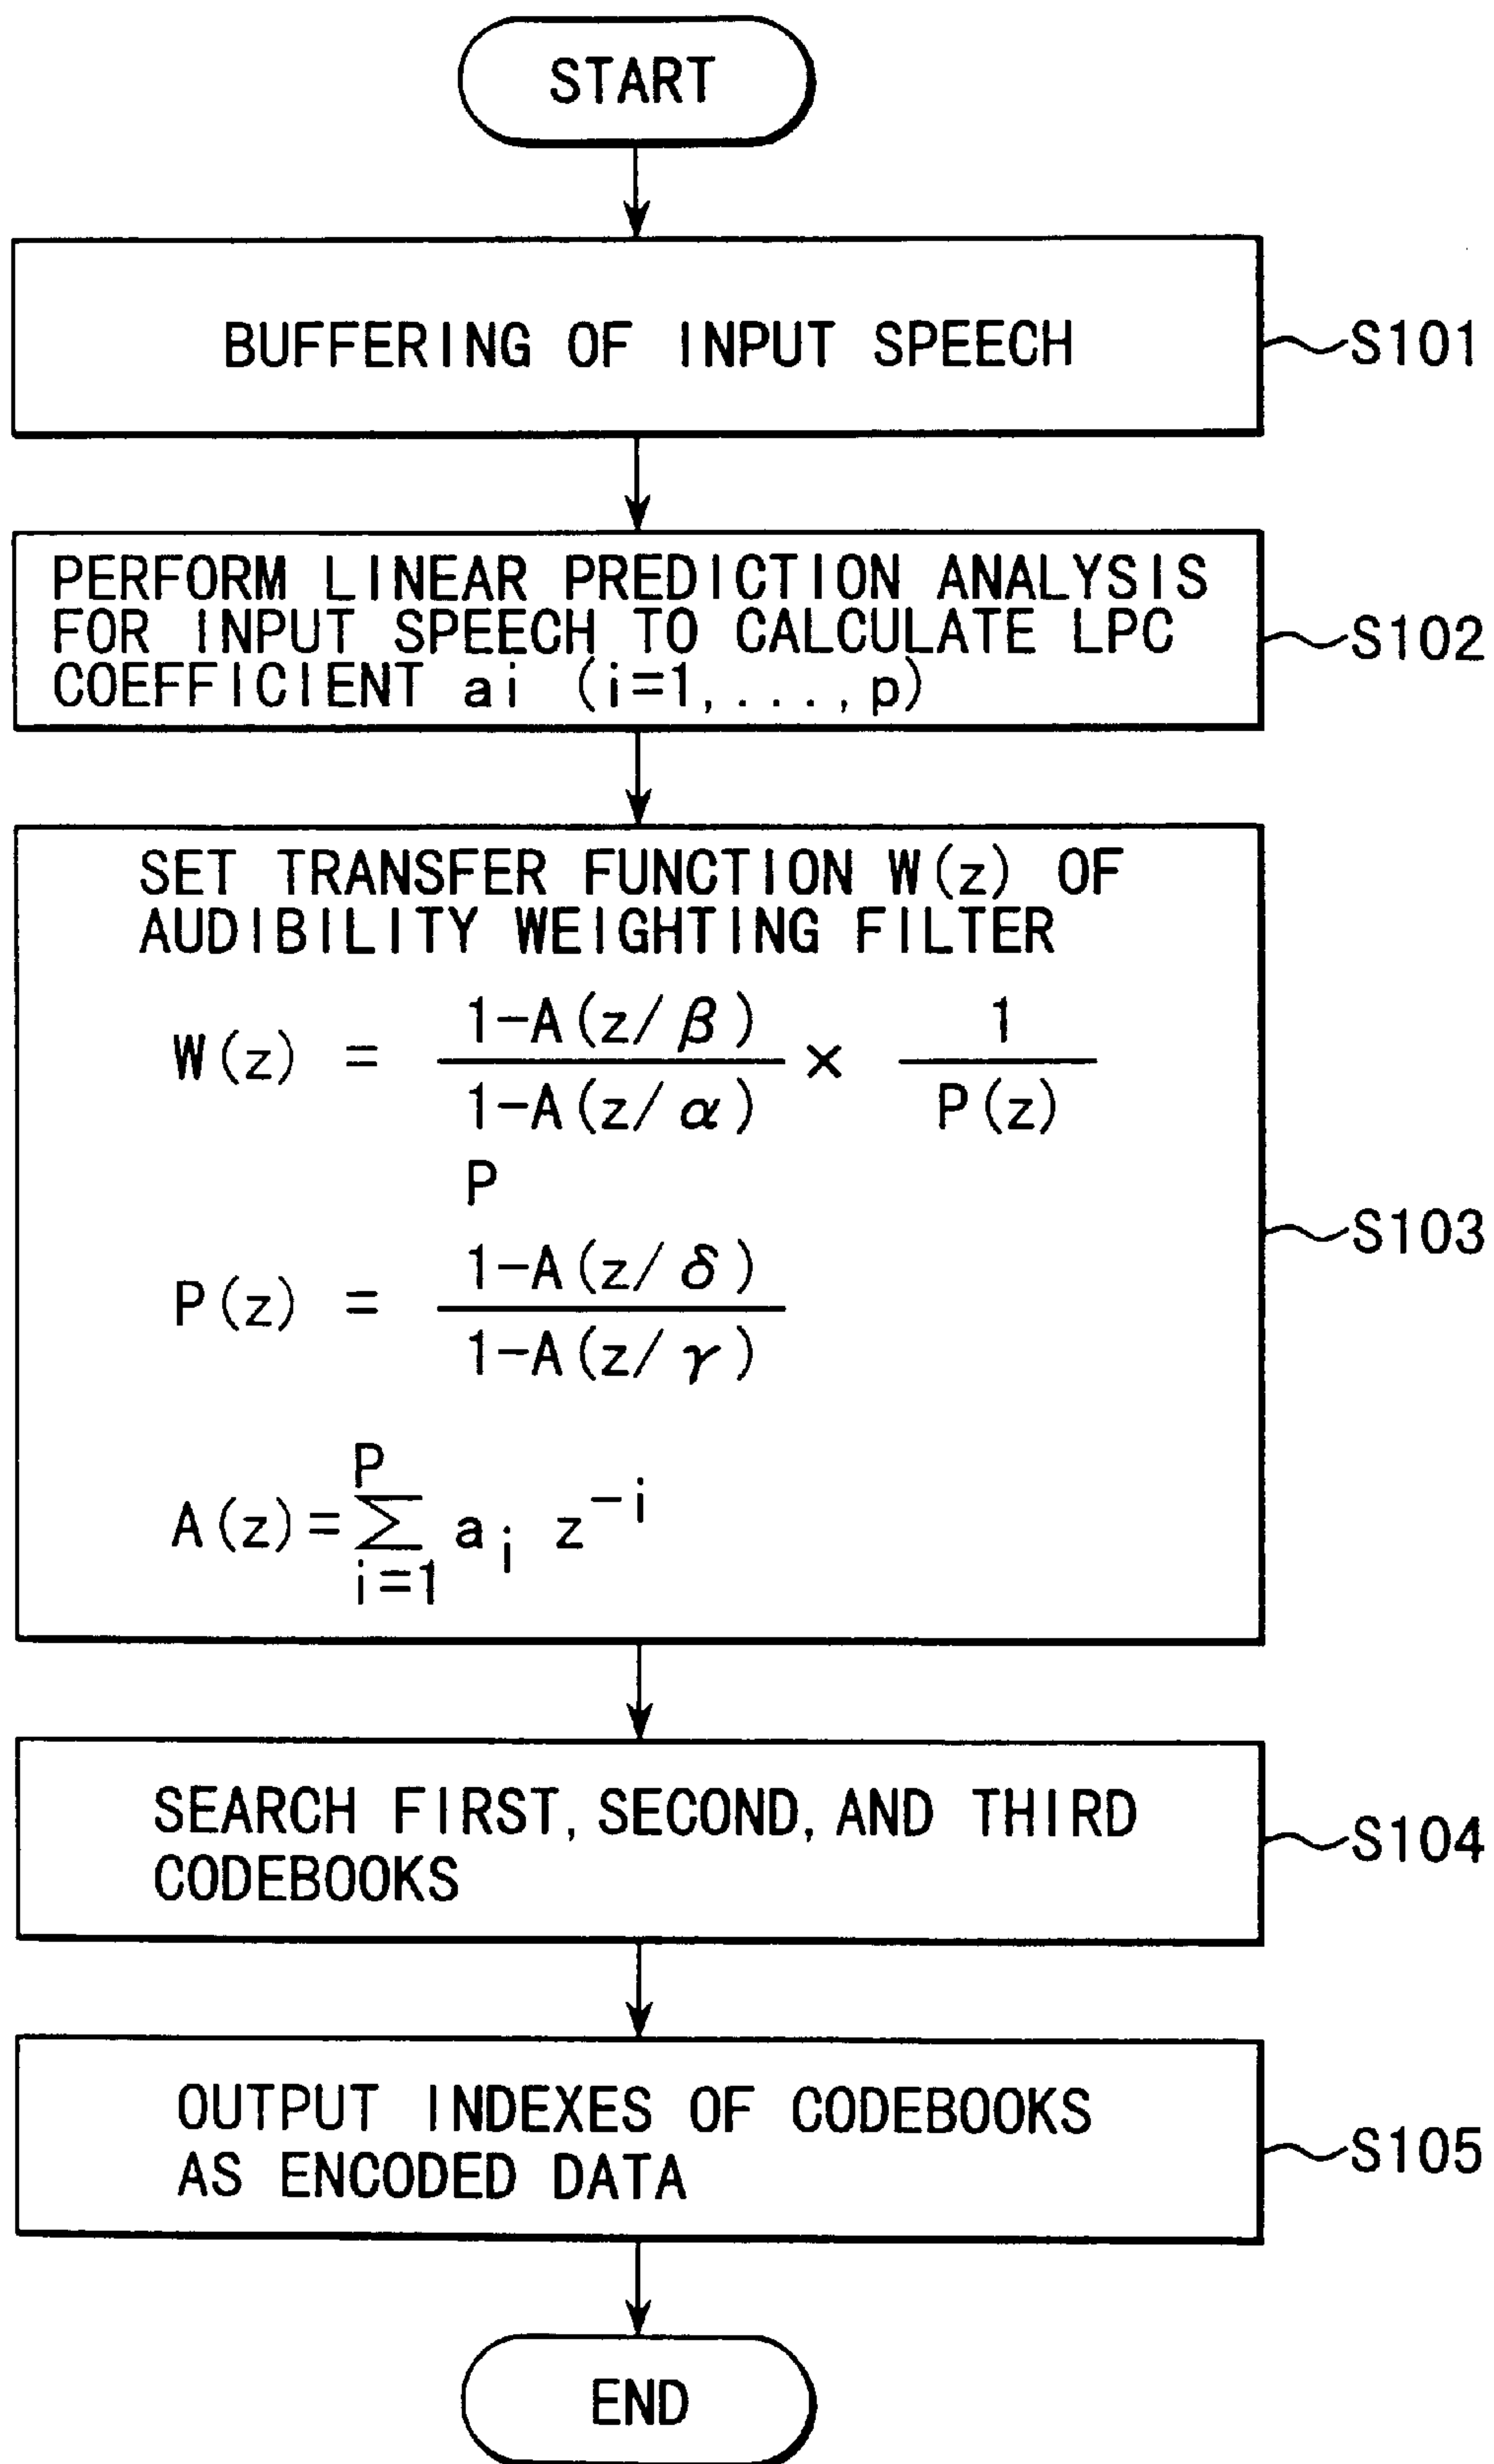 START
BUFFERING OF INPUT SPEECH
S101
PERFORM LINEAR PREDICTION ANALYSIS
FOR INPUT SPEECH TO CALCULATE LPC
COEFFICIENT ai (i=1,...,p)
S102
SET TRANSFER FUNCTION W(z) OF
AUDIBILITY WEIGHTING FILTER
W(z) = 1-A(z/β) / 1-A(z/α) × 1 / P(z)
P
P(z) = 1-A(z/δ) / 1-A(z/γ)
A(z)=∑_{i=1}^{P} a_i z^{-i}
S103
SEARCH FIRST, SECOND, AND THIRD
CODEBOOKS
S104
OUTPUT INDEXES OF CODEBOOKS
AS ENCODED DATA
S105
END